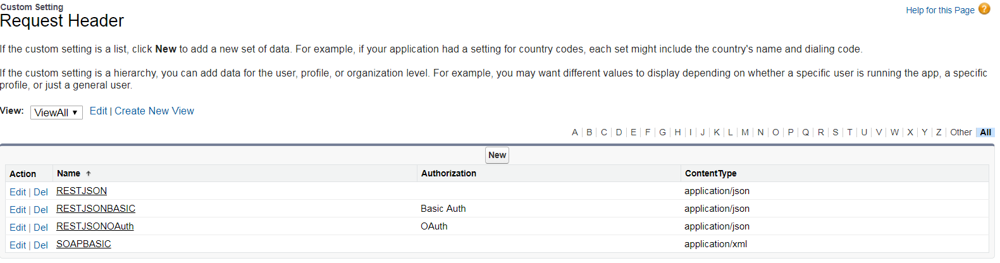 Custom Setting
Request Header
Help for this Page ?
If the custom setting is a list, click New to add a new set of data. For example, if your application had a setting for country codes, each set might include the country's name and dialing code.
If the custom setting is a hierarchy, you can add data for the user, profile, or organization level. For example, you may want different values to display depending on whether a specific user is running the app, a specific
profile, or just a general user.
View: ViewAll ▼ Edit | Create New View
A | B | C | D | E | F | G | H | I | J | K | L | M | N | O | P | Q | R | S | T | U | V | W | X | Y | Z | Other | All
New
Action Name ↑ Authorization ContentType
Edit | Del RESTJSON application/json
Edit | Del RESTJSONBASIC Basic Auth application/json
Edit | Del RESTJSONOAuth OAuth application/json
Edit | Del SOAPBASIC application/xml